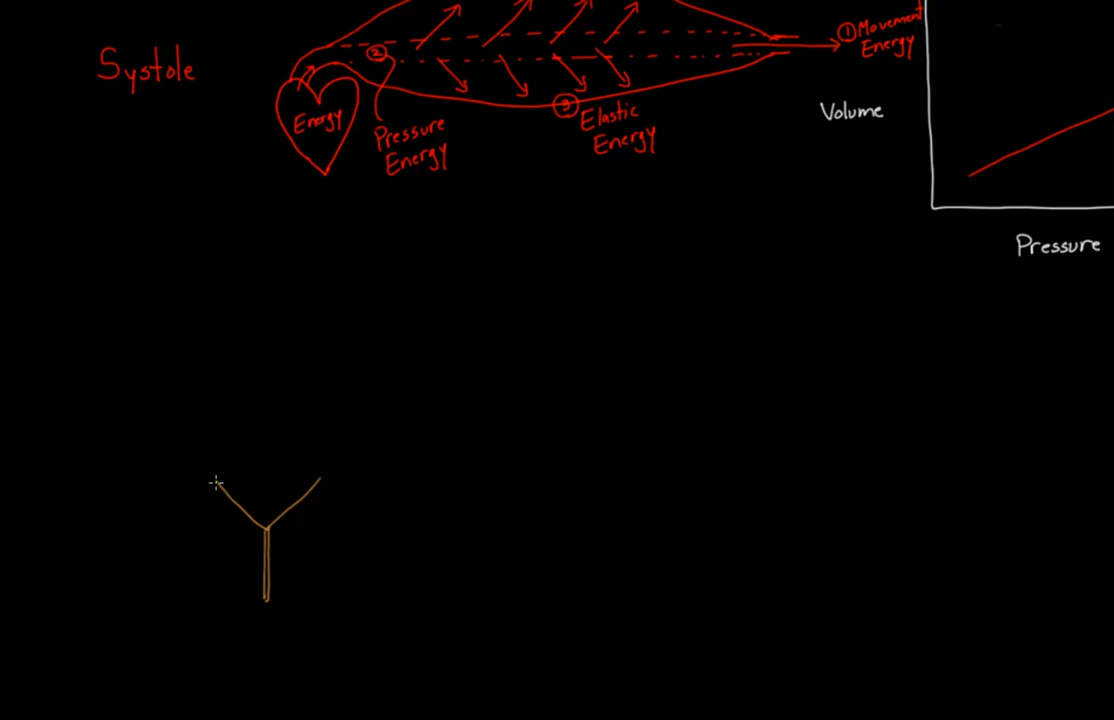 Systole
Energy
②
Pressure
Energy
③
Elastic
Energy
① Movement
Energy
Volume
Pressure